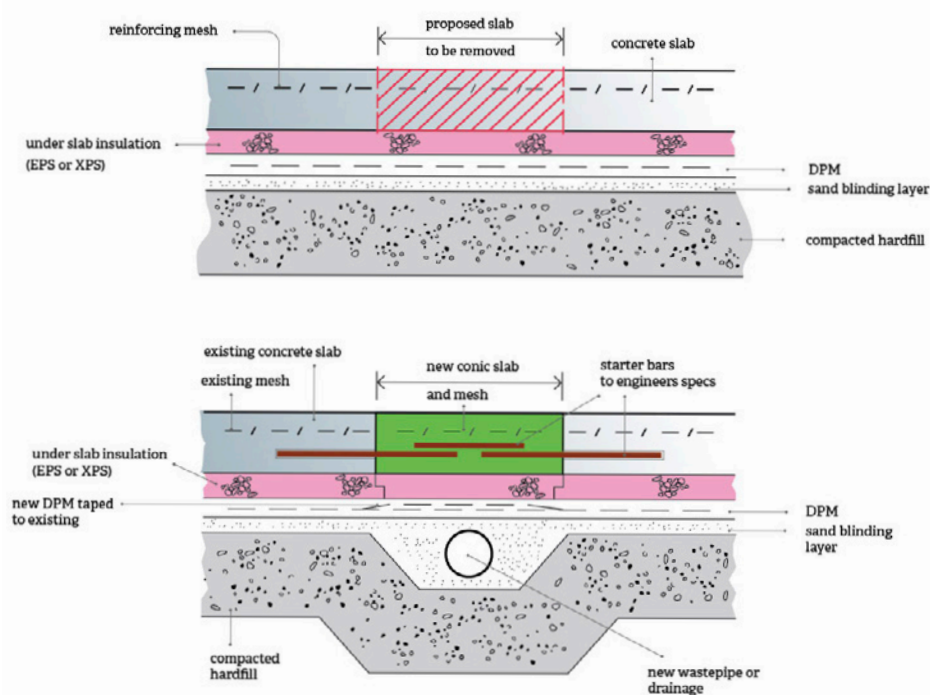 proposed slab
to be removed
reinforcing mesh
concrete slab
under slab insulation
(EPS or XPS)
DPM
sand blinding layer
compacted hardfill
existing concrete slab
existing mesh
new conic slab
and mesh
starter bars
to engineers specs
under slab insulation
(EPS or XPS)
new DPM taped
to existing
DPM
sand blinding
layer
compacted
hardfill
new wastepipe or
drainage